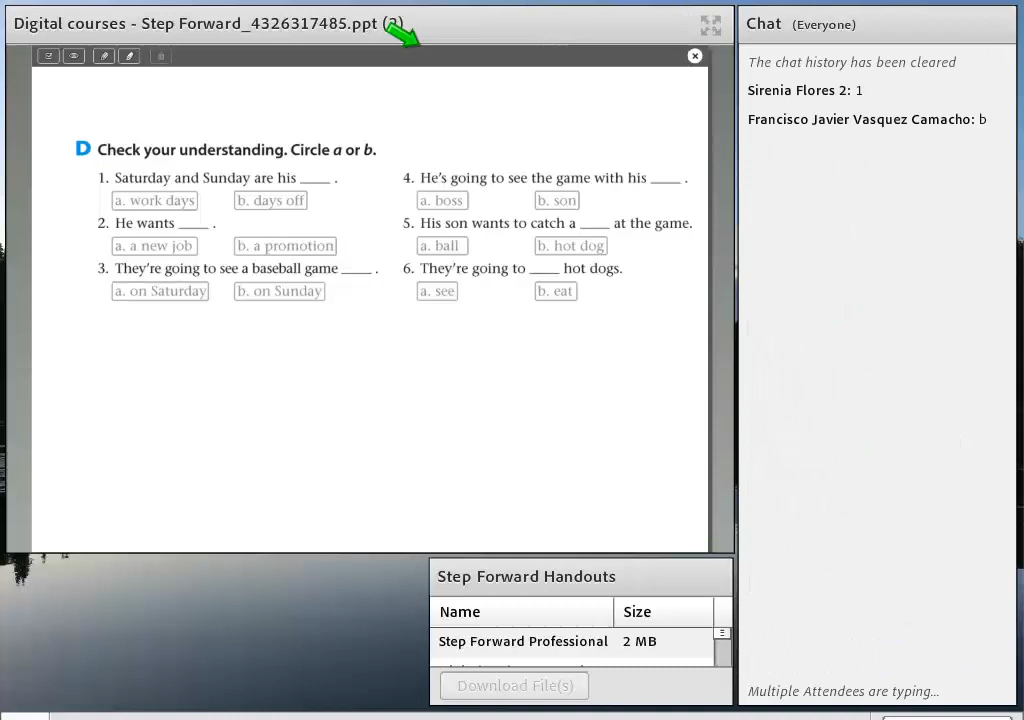 Digital courses - Step Forward_4326317485.ppt (2)
D Check your understanding. Circle a or b.
1. Saturday and Sunday are his ____ .
a. work days b. days off
2. He wants ____ .
a. a new job b. a promotion
3. They're going to see a baseball game ____ .
a. on Saturday b. on Sunday
4. He's going to see the game with his ____ .
a. boss b. son
5. His son wants to catch a ____ at the game.
a. ball b. hot dog
6. They're going to ____ hot dogs.
a. see b. eat
Step Forward Handouts
Name Size
Step Forward Professional 2 MB
Download File(s)
Chat (Everyone)
The chat history has been cleared
Sirenia Flores 2: 1
Francisco Javier Vasquez Camacho: b
Multiple Attendees are typing...